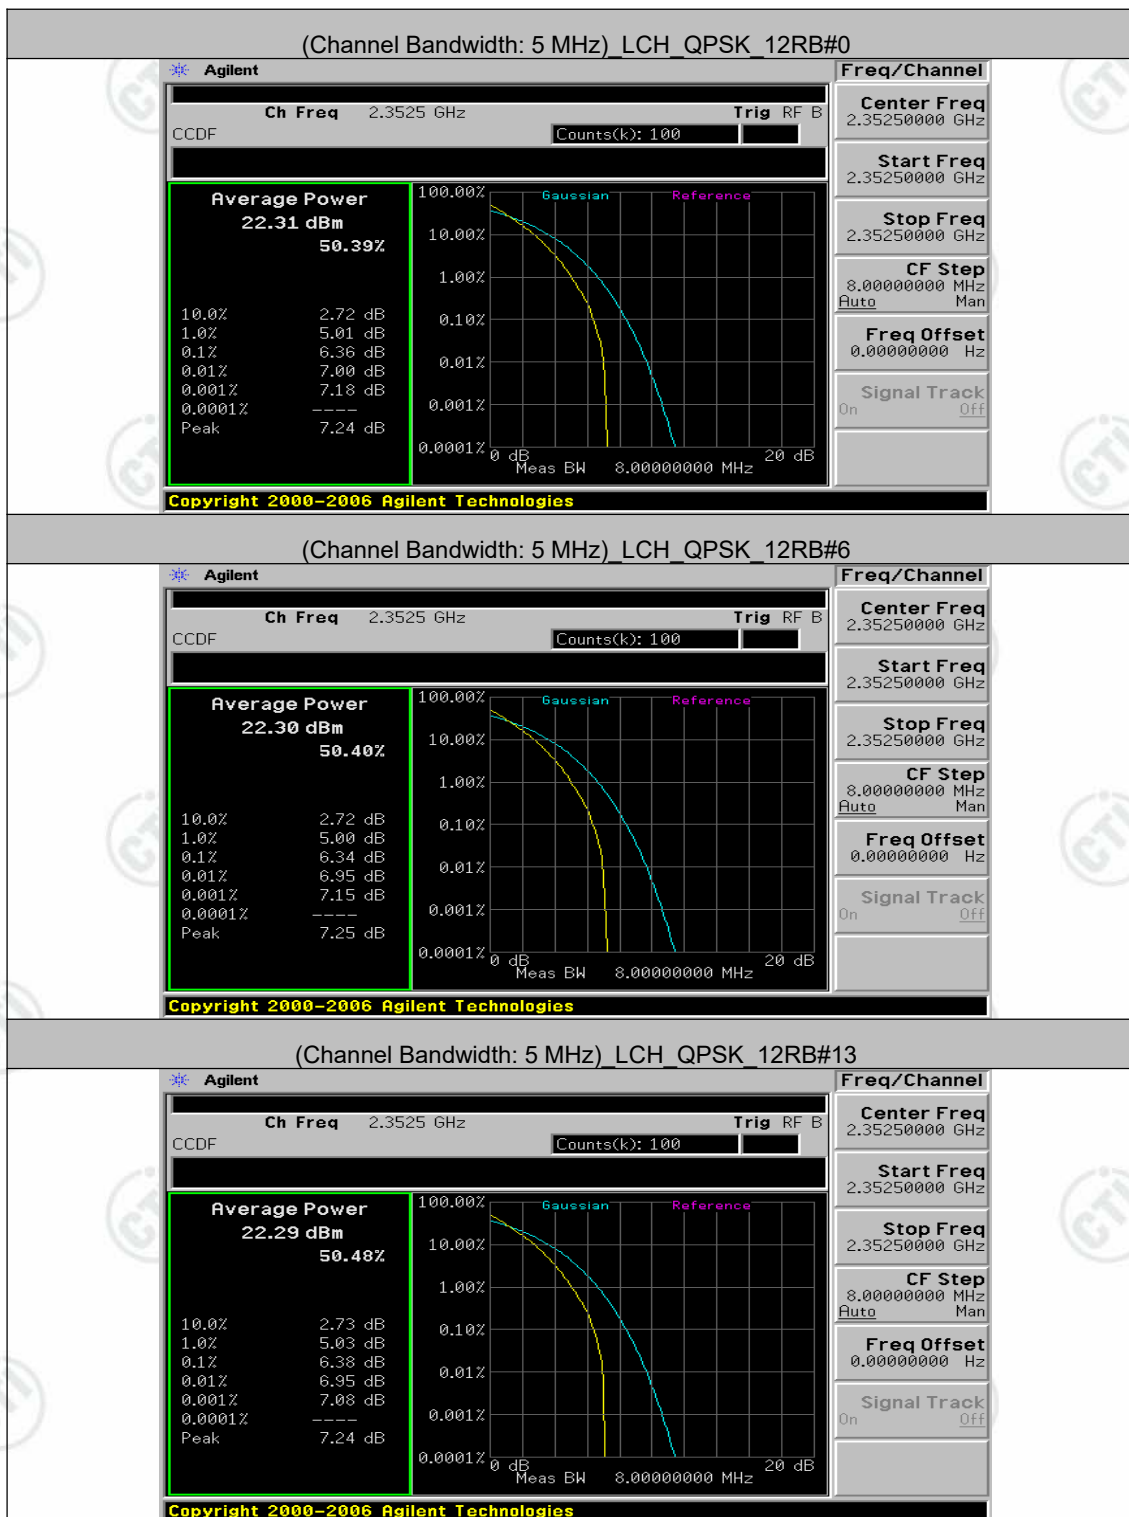 (Channel Bandwidth: 5 MHz)_LCH_QPSK_12RB#0
Agilent
Freq/Channel
Ch Freq 2.3525 GHz Trig RF B
CCDF Counts(k): 100
Average Power
22.31 dBm
50.39%
10.0% 2.72 dB
1.0% 5.01 dB
0.1% 6.36 dB
0.01% 7.00 dB
0.001% 7.18 dB
0.0001% ----
Peak 7.24 dB
Gaussian Reference
100.00%
10.00%
1.00%
0.10%
0.01%
0.001%
0.0001%
0 dB 20 dB
Meas BW 8.00000000 MHz
Center Freq
2.35250000 GHz
Start Freq
2.35250000 GHz
Stop Freq
2.35250000 GHz
CF Step
8.00000000 MHz
Auto Man
Freq Offset
0.00000000 Hz
Signal Track
On Off
Copyright 2000-2006 Agilent Technologies
(Channel Bandwidth: 5 MHz)_LCH_QPSK_12RB#6
Agilent
Freq/Channel
Ch Freq 2.3525 GHz Trig RF B
CCDF Counts(k): 100
Average Power
22.30 dBm
50.40%
10.0% 2.72 dB
1.0% 5.00 dB
0.1% 6.34 dB
0.01% 6.95 dB
0.001% 7.15 dB
0.0001% ----
Peak 7.25 dB
Gaussian Reference
100.00%
10.00%
1.00%
0.10%
0.01%
0.001%
0.0001%
0 dB 20 dB
Meas BW 8.00000000 MHz
Center Freq
2.35250000 GHz
Start Freq
2.35250000 GHz
Stop Freq
2.35250000 GHz
CF Step
8.00000000 MHz
Auto Man
Freq Offset
0.00000000 Hz
Signal Track
On Off
Copyright 2000-2006 Agilent Technologies
(Channel Bandwidth: 5 MHz)_LCH_QPSK_12RB#13
Agilent
Freq/Channel
Ch Freq 2.3525 GHz Trig RF B
CCDF Counts(k): 100
Average Power
22.29 dBm
50.48%
10.0% 2.73 dB
1.0% 5.03 dB
0.1% 6.38 dB
0.01% 6.95 dB
0.001% 7.08 dB
0.0001% ----
Peak 7.24 dB
Gaussian Reference
100.00%
10.00%
1.00%
0.10%
0.01%
0.001%
0.0001%
0 dB 20 dB
Meas BW 8.00000000 MHz
Center Freq
2.35250000 GHz
Start Freq
2.35250000 GHz
Stop Freq
2.35250000 GHz
CF Step
8.00000000 MHz
Auto Man
Freq Offset
0.00000000 Hz
Signal Track
On Off
Copyright 2000-2006 Agilent Technologies
CTI